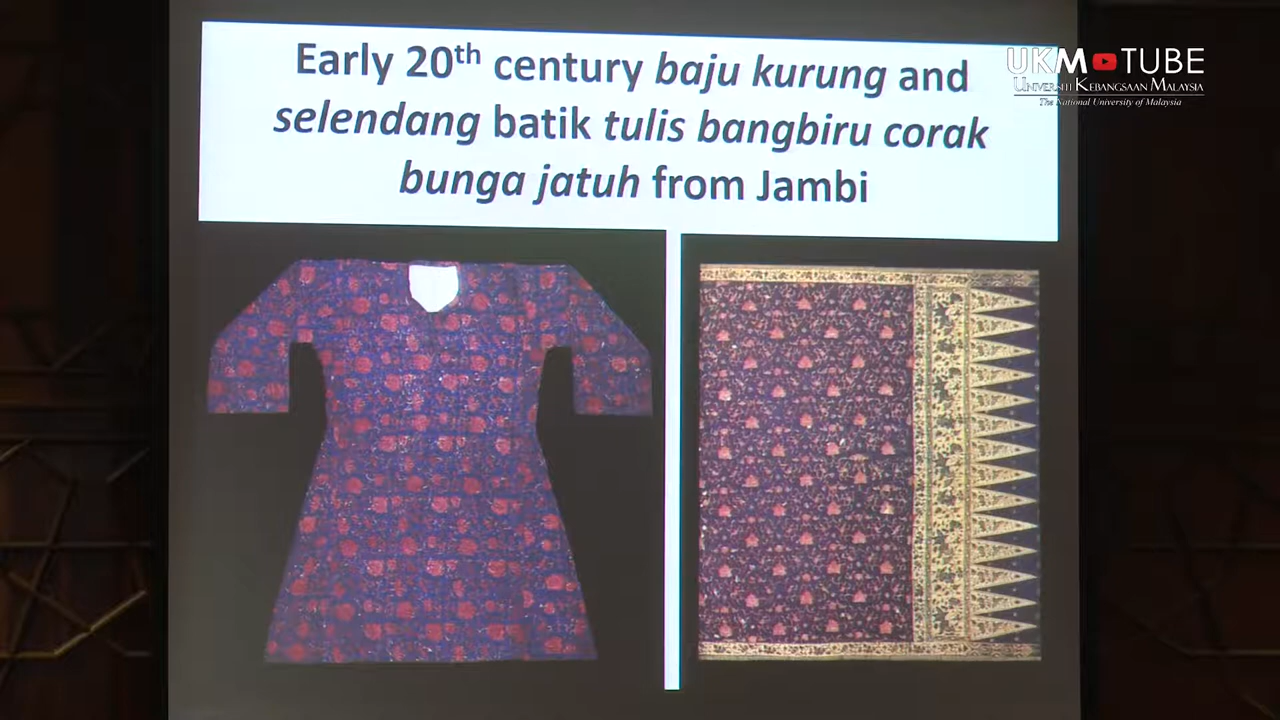 Early 20th century baju kurung and
selendang batik tulis bangbiru corak
bunga jatuh from Jambi
UKM TUBE
UNIVERSITI KEBANGSAAN MALAYSIA
The National University of Malaysia